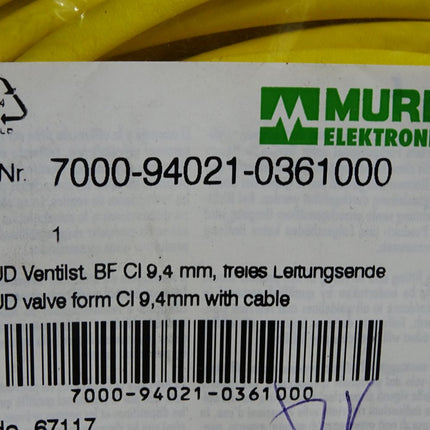 MURR
ELEKTRONI
Nr. 7000-94021-0361000
1
UD Ventilst. BF CI 9,4 mm, freies Leitungsende
UD valve form CI 9,4mm with cable
7000-94021-0361000
67117